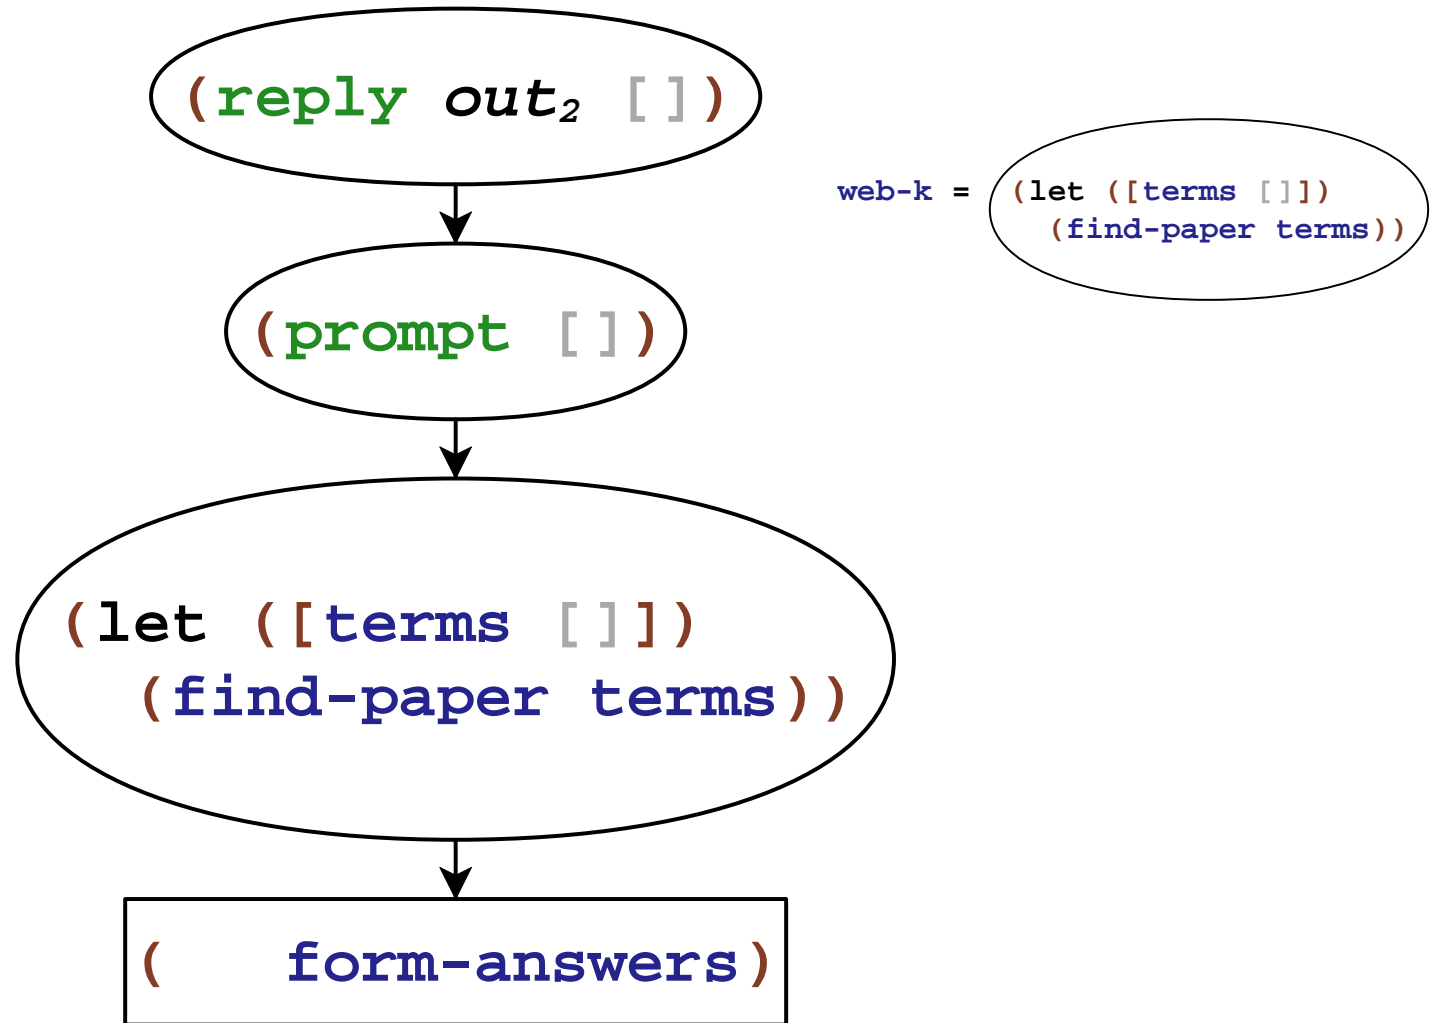 (reply out₂ [])
(prompt [])
(let ([terms []])
(find-paper terms))
( form-answers)
web-k = (let ([terms []])
(find-paper terms))